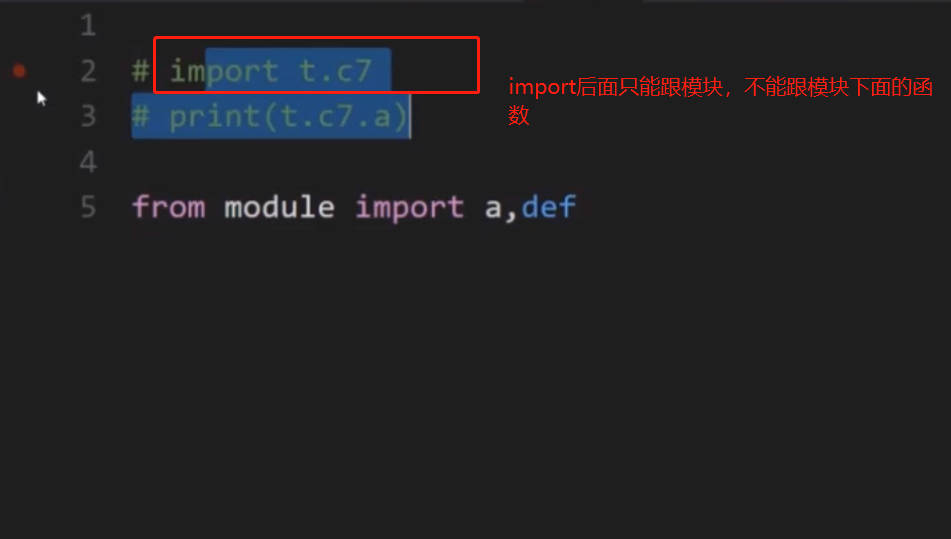 1
2 # import t.c7
3 # print(t.c7.a)
4
5 from module import a,def
import后面只能跟模块，不能跟模块下面的函
数